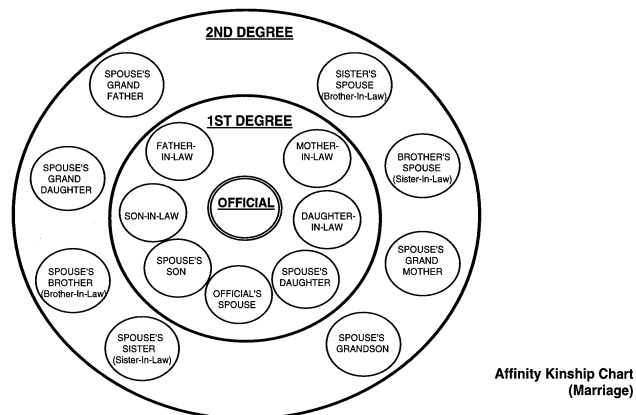 2ND DEGREE
SPOUSE'S
GRAND
FATHER
SISTER'S
SPOUSE
(Brother-In-Law)
1ST DEGREE
FATHER-
IN-LAW
MOTHER-
IN-LAW
SPOUSE'S
GRAND
DAUGHTER
BROTHER'S
SPOUSE
(Sister-In-Law)
OFFICIAL
SON-IN-LAW
DAUGHTER-
IN-LAW
SPOUSE'S
SON
SPOUSE'S
DAUGHTER
OFFICIAL'S
SPOUSE
SPOUSE'S
GRAND
MOTHER
SPOUSE'S
BROTHER
(Brother-In-Law)
SPOUSE'S
SISTER
(Sister-In-Law)
SPOUSE'S
GRANDSON
Affinity Kinship Chart
(Marriage)